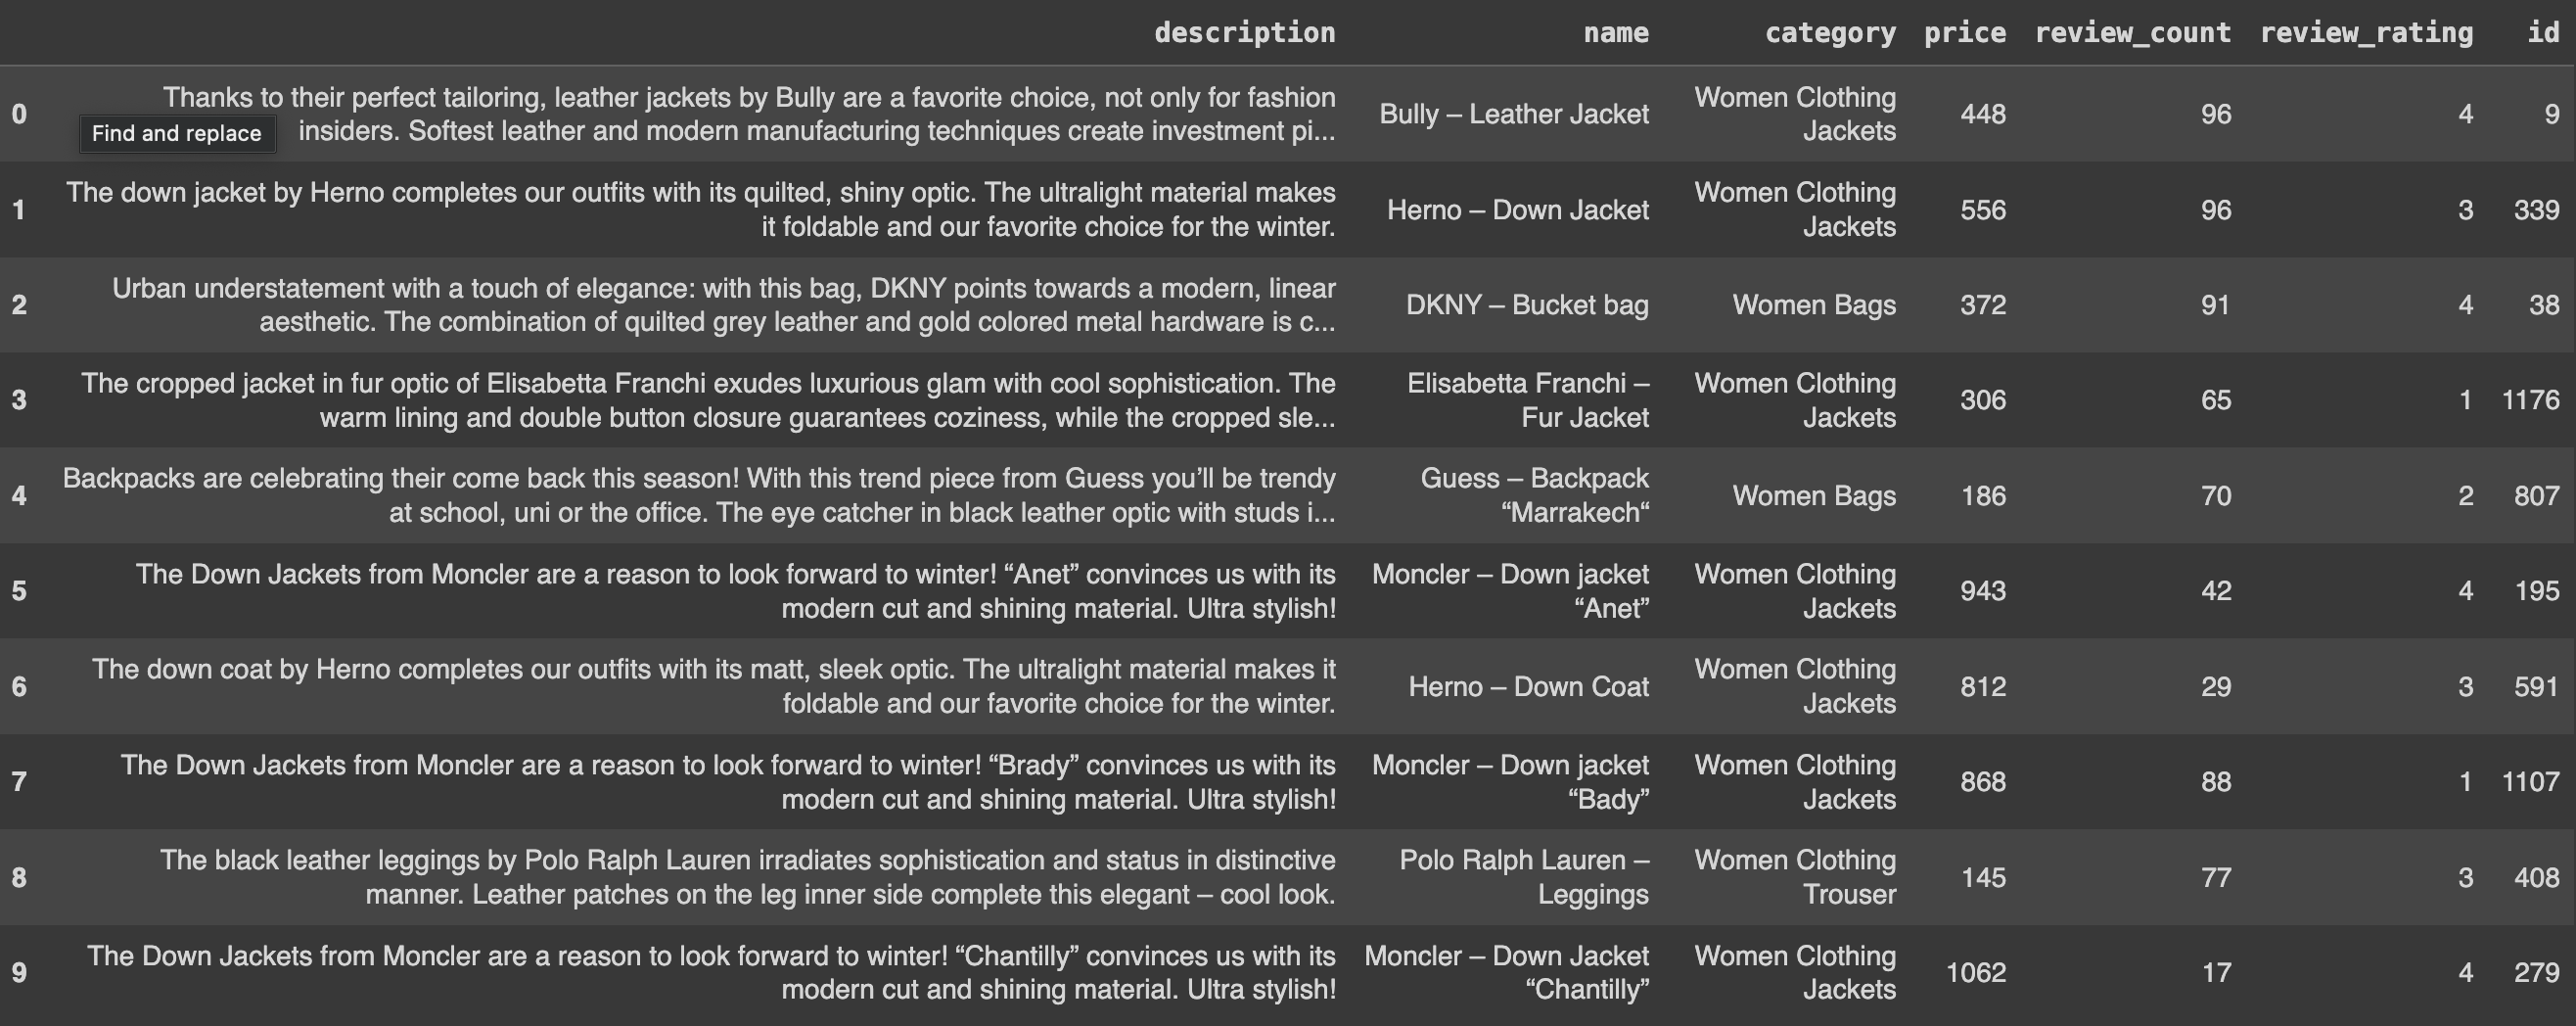 description name category price review_count review_rating id
0 Thanks to their perfect tailoring, leather jackets by Bully are a favorite choice, not only for fashion
insiders. Softest leather and modern manufacturing techniques create investment pi...
Bully – Leather Jacket
Women Clothing
Jackets
448 96 4 9
Find and replace
1 The down jacket by Herno completes our outfits with its quilted, shiny optic. The ultralight material makes
it foldable and our favorite choice for the winter.
Herno – Down Jacket
Women Clothing
Jackets
556 96 3 339
2 Urban understatement with a touch of elegance: with this bag, DKNY points towards a modern, linear
aesthetic. The combination of quilted grey leather and gold colored metal hardware is c...
DKNY – Bucket bag
Women Bags
372 91 4 38
3 The cropped jacket in fur optic of Elisabetta Franchi exudes luxurious glam with cool sophistication. The
warm lining and double button closure guarantees coziness, while the cropped sle...
Elisabetta Franchi –
Fur Jacket
Women Clothing
Jackets
306 65 1 1176
4 Backpacks are celebrating their come back this season! With this trend piece from Guess you’ll be trendy
at school, uni or the office. The eye catcher in black leather optic with studs i...
Guess – Backpack
“Marrakech“
Women Bags
186 70 2 807
5 The Down Jackets from Moncler are a reason to look forward to winter! “Anet” convinces us with its
modern cut and shining material. Ultra stylish!
Moncler – Down jacket
“Anet”
Women Clothing
Jackets
943 42 4 195
6 The down coat by Herno completes our outfits with its matt, sleek optic. The ultralight material makes it
foldable and our favorite choice for the winter.
Herno – Down Coat
Women Clothing
Jackets
812 29 3 591
7 The Down Jackets from Moncler are a reason to look forward to winter! “Brady” convinces us with its
modern cut and shining material. Ultra stylish!
Moncler – Down jacket
“Bady”
Women Clothing
Jackets
868 88 1 1107
8 The black leather leggings by Polo Ralph Lauren irradiates sophistication and status in distinctive
manner. Leather patches on the leg inner side complete this elegant – cool look.
Polo Ralph Lauren –
Leggings
Women Clothing
Trouser
145 77 3 408
9 The Down Jackets from Moncler are a reason to look forward to winter! “Chantilly” convinces us with its
modern cut and shining material. Ultra stylish!
Moncler – Down Jacket
“Chantilly”
Women Clothing
Jackets
1062 17 4 279